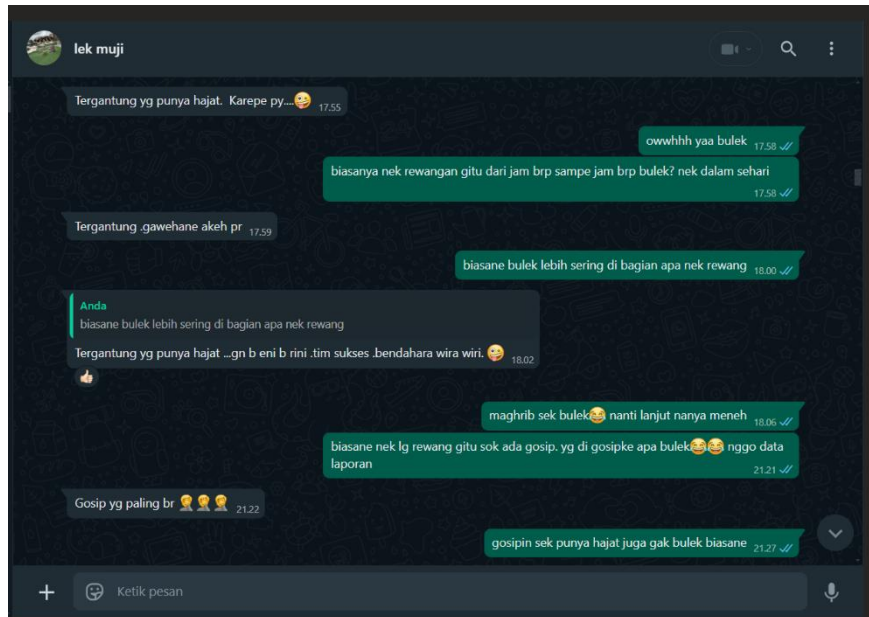 lek muji
Tergantung yg punya hajat. Karepe py....🤪 17.55
owwhhh yaa bulek 17.58
biasanya nek rewangan gitu dari jam brp sampe jam brp bulek? nek dalam sehari
17.58
Tergantung .gawehane akeh pr 17.59
biasane bulek lebih sering di bagian apa nek rewang 18.00
Anda
biasane bulek lebih sering di bagian apa nek rewang
Tergantung yg punya hajat ...gn b eni b rini .tim sukses .bendahara wira wiri. 🤪 18.02
👍🏻
maghrib sek bulek😂 nanti lanjut nanya meneh 18.06
biasane nek lg rewang gitu sok ada gosip. yg di gosipke apa bulek😂😂 nggo data
laporan 21.21
Gosip yg paling br 🤦🤦🤦 21.22
gosipin sek punya hajat juga gak bulek biasane 21.27
Ketik pesan